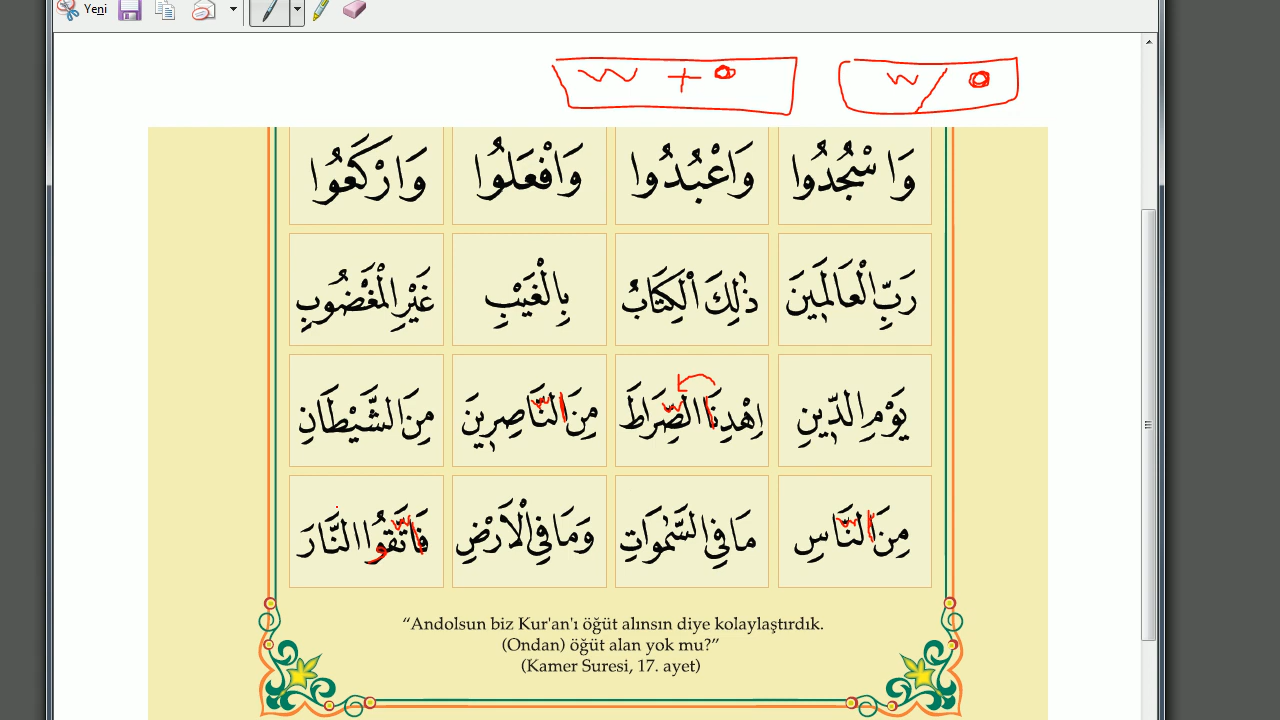 Yeni
W + o W / o
وَاسْجُدُوا وَاعْبُدُوا وَافْعَلُوا وَارْكَعُوا
رَبِّ الْعَالَمِينَ ذٰلِكَ الْكِتَابُ بِالْغَيْبِ غَيْرِ الْمَغْضُوبِ
يَوْمِ الدِّينِ اِهْدِنَا الصِّرَاطَ مِنَ النَّاصِرِينَ مِنَ الشَّيْطَانِ
مِنَ النَّاسِ مَا فِي السَّمٰوَاتِ وَمَا فِي الْاَرْضِ فَاتَّقُوا النَّارَ
“Andolsun biz Kur'an'ı öğüt alınsın diye kolaylaştırdık.
(Ondan) öğüt alan yok mu?”
(Kamer Suresi, 17. ayet)